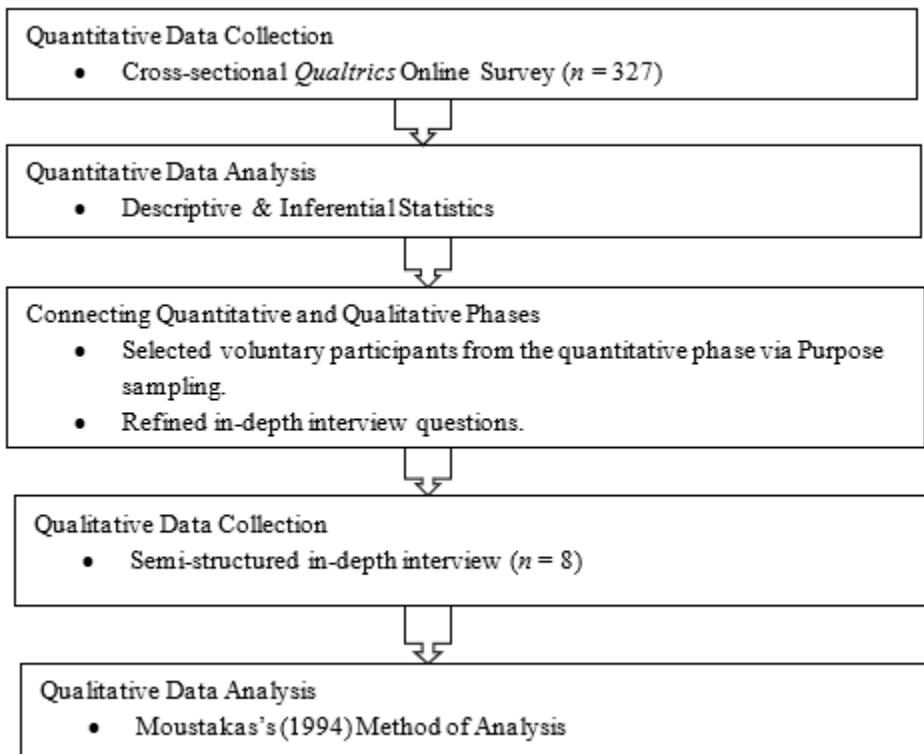 Quantitative Data Collection
• Cross-sectional Qualtrics Online Survey (n = 327)
Quantitative Data Analysis
• Descriptive & Inferential Statistics
Connecting Quantitative and Qualitative Phases
• Selected voluntary participants from the quantitative phase via Purpose
sampling.
• Refined in-depth interview questions.
Qualitative Data Collection
• Semi-structured in-depth interview (n = 8)
Qualitative Data Analysis
• Moustakas's (1994) Method of Analysis